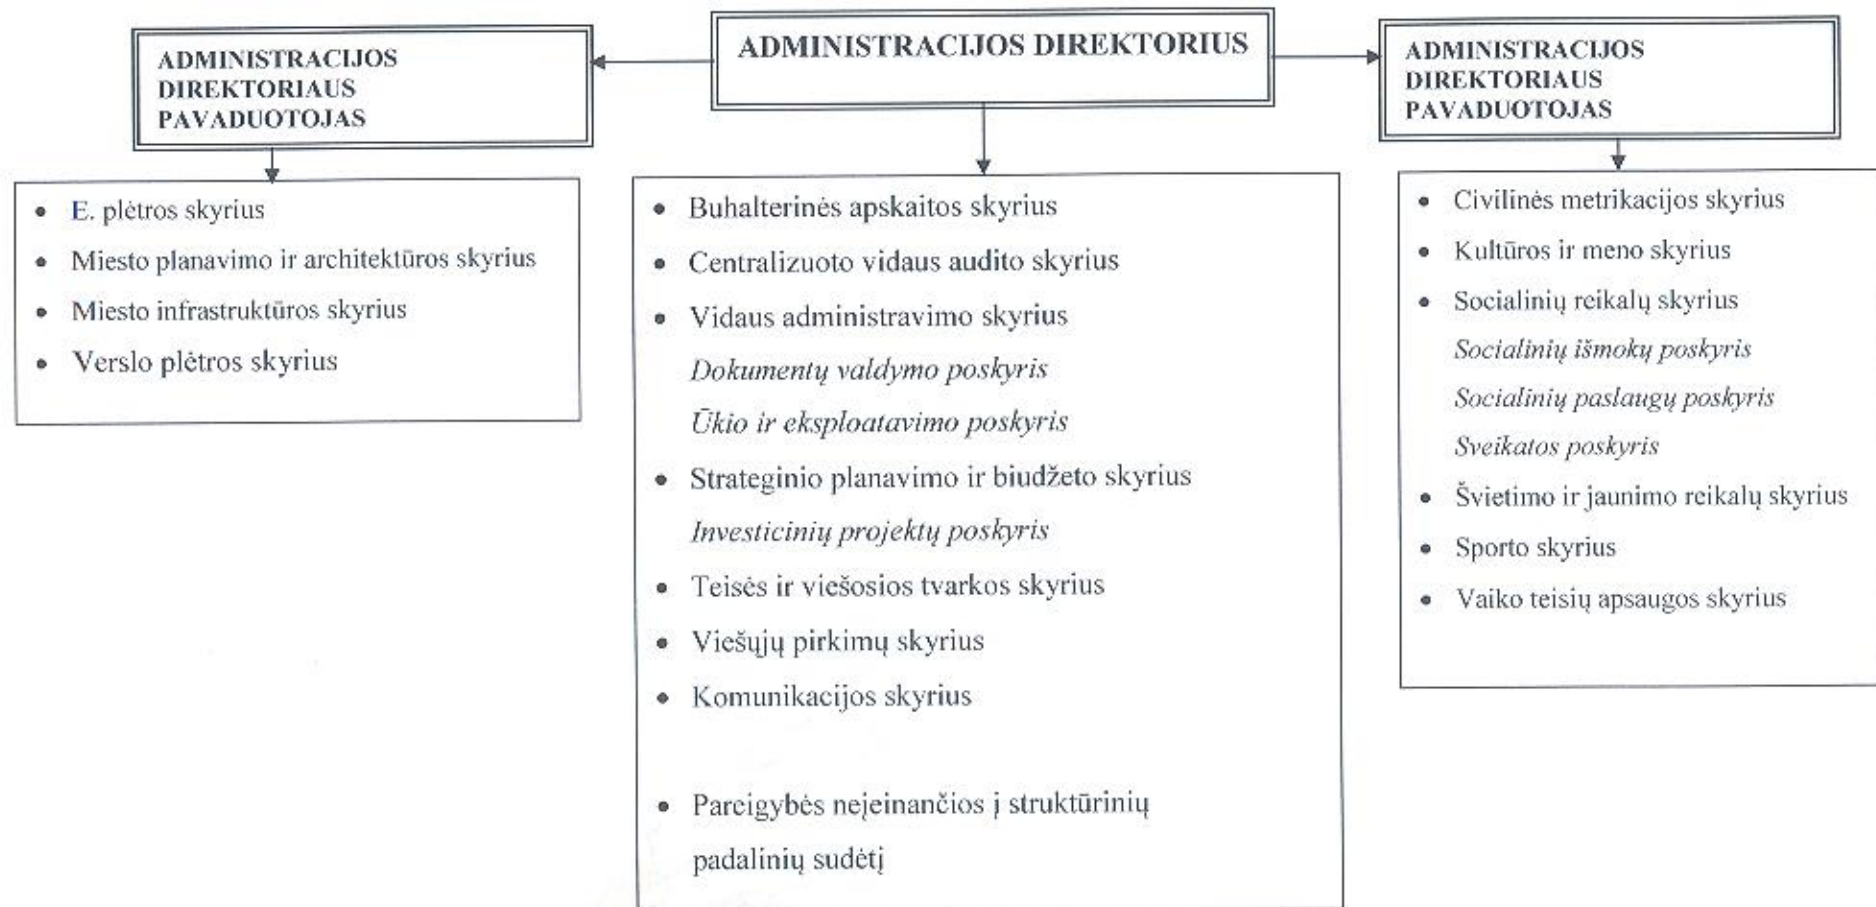 ADMINISTRACIJOS
DIREKTORIAUS
PAVADUOTOJAS
E. plėtros skyrius
Miesto planavimo ir architektūros skyrius
Miesto infrastruktūros skyrius
Verslo plėtros skyrius
ADMINISTRACIJOS DIREKTORIUS
Buhalterinės apskaitos skyrius
Centralizuoto vidaus audito skyrius
Vidaus administravimo skyrius
Dokumentų valdymo poskyris
Ūkio ir eksploatavimo poskyris
Strateginio planavimo ir biudžeto skyrius
Investicinių projektų poskyris
Teisės ir viešosios tvarkos skyrius
Viešųjų pirkimų skyrius
Komunikacijos skyrius
Pareigybės neįeinančios į struktūrinių
padalinių sudėtį
ADMINISTRACIJOS
DIREKTORIAUS
PAVADUOTOJAS
Civilinės metrikacijos skyrius
Kultūros ir meno skyrius
Socialinių reikalų skyrius
Socialinių išmokų poskyris
Socialinių paslaugų poskyris
Sveikatos poskyris
Švietimo ir jaunimo reikalų skyrius
Sporto skyrius
Vaiko teisių apsaugos skyrius